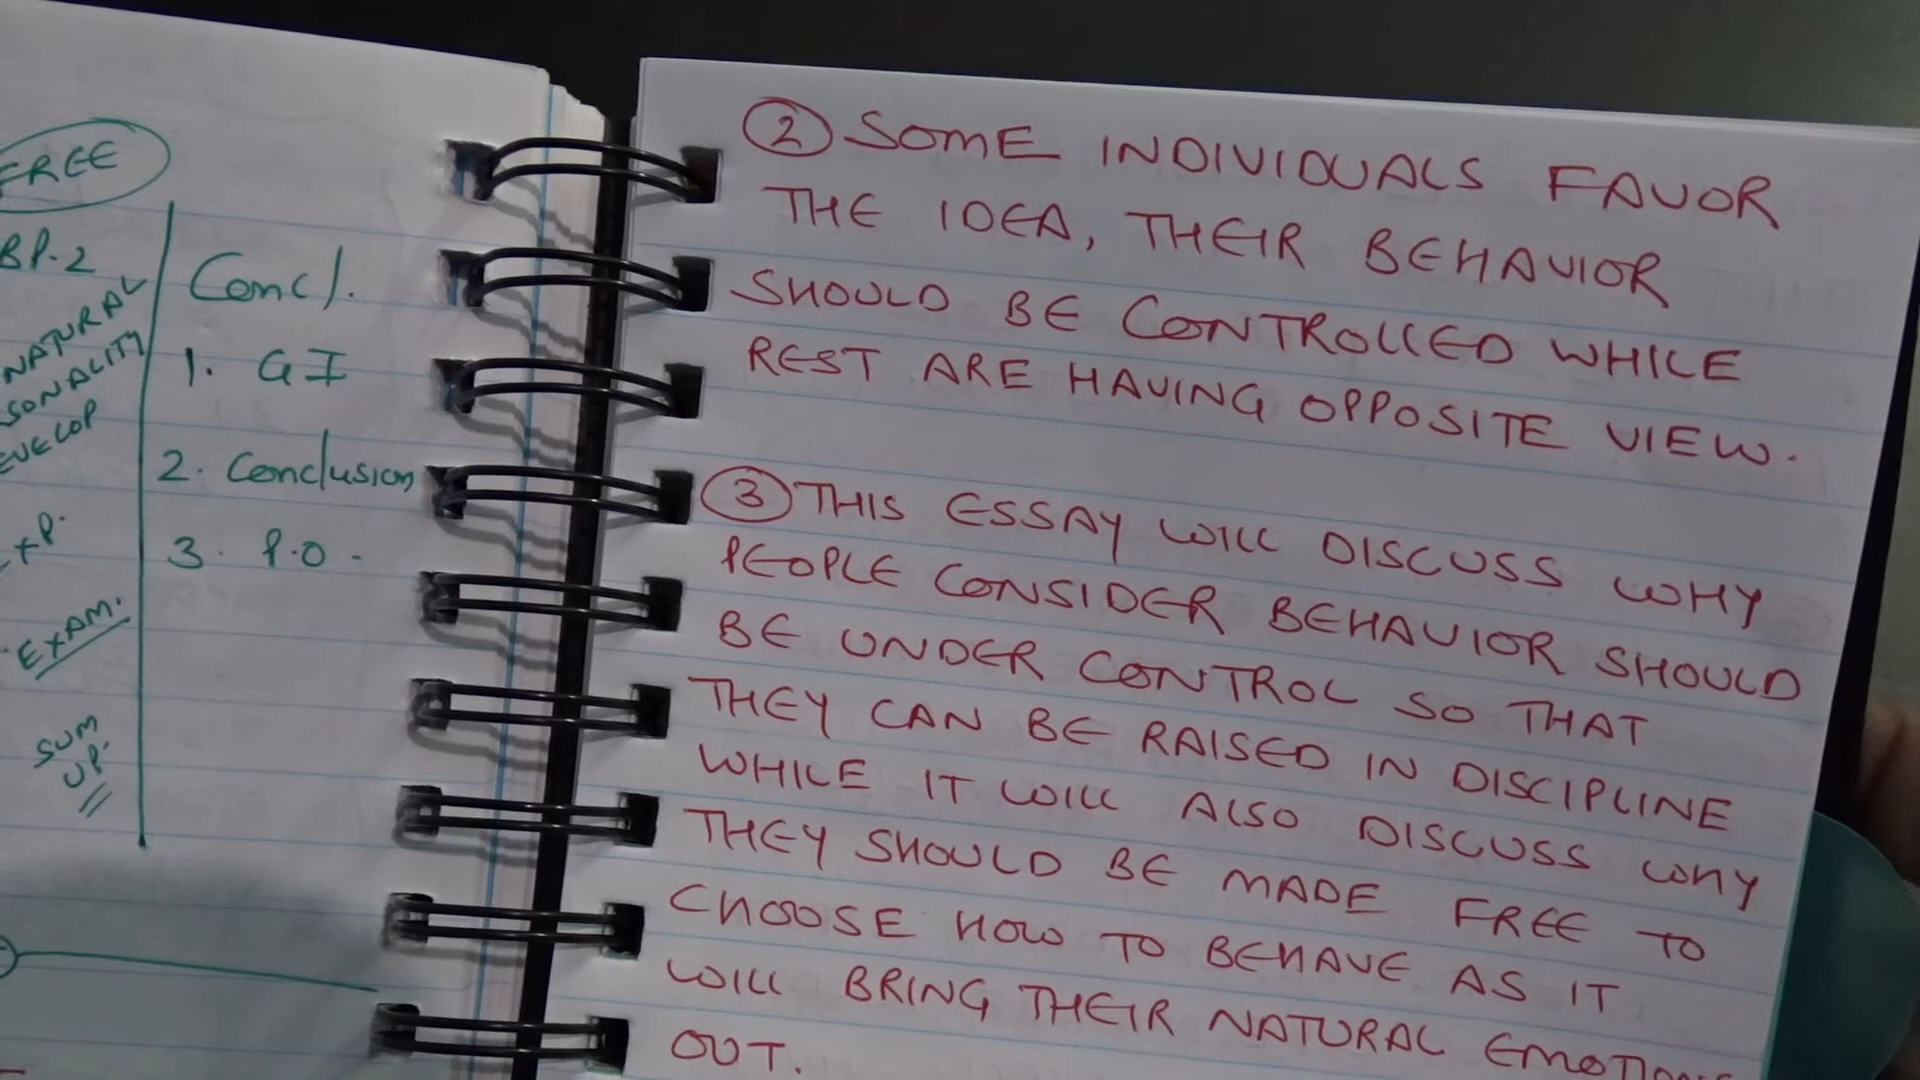 FREE
BP.2
NATURAL
SONALITY
EVELOP
EXAM.
SUM
UP.
Concl.
1. GI
2. Conclusion
3. P.O.
② SOME INDIVIDUALS FAVOR
THE IDEA, THEIR BEHAVIOR
SHOULD BE CONTROLLED WHILE
REST ARE HAVING OPPOSITE VIEW.
③ THIS ESSAY WILL DISCUSS WHY
PEOPLE CONSIDER BEHAVIOR SHOULD
BE UNDER CONTROL SO THAT
THEY CAN BE RAISED IN DISCIPLINE
WHILE IT WILL ALSO DISCUSS WHY
THEY SHOULD BE MADE FREE TO
CHOOSE HOW TO BEHAVE AS IT
WILL BRING THEIR NATURAL EMOTIONS
OUT.